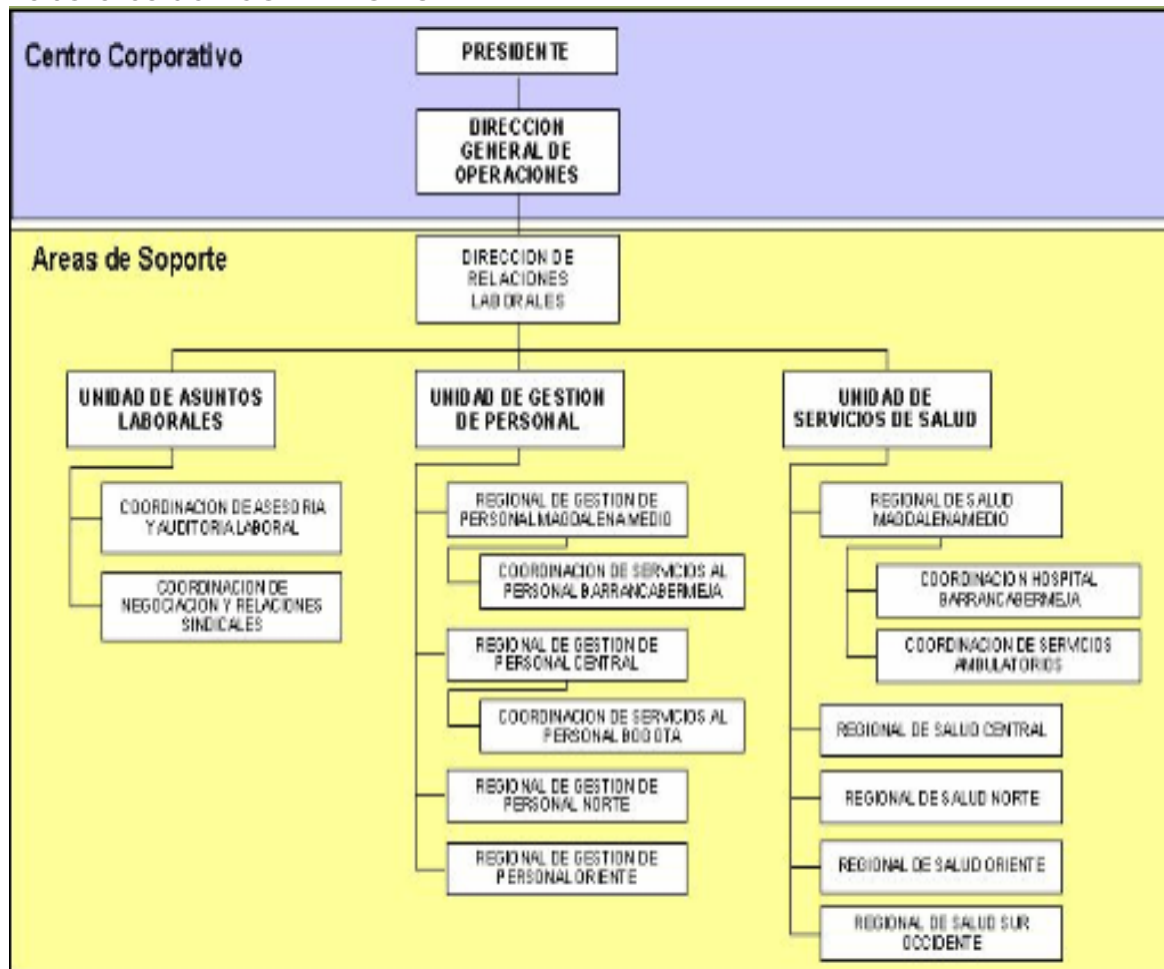 Centro Corporativo
PRESIDENTE
DIRECCION
GENERAL DE
OPERACIONES
Areas de Soporte
DIRECCION DE
RELACIONES
LABORALES
UNIDAD DE ASUNTOS
LABORALES
COORDINACION DE ASESORIA
Y AUDITORIA LABORAL
COORDINACION DE
NEGOCIACION Y RELACIONES
SINDICALES
UNIDAD DE GESTION
DE PERSONAL
REGIONAL DE GESTION DE
PERSONAL MAGDALENA MEDIO
COORDINACION DE SERVICIOS AL
PERSONAL BARRANCABERMEJA
REGIONAL DE GESTION DE
PERSONAL CENTRAL
COORDINACION DE SERVICIOS AL
PERSONAL BOGOTA
REGIONAL DE GESTION DE
PERSONAL NORTE
REGIONAL DE GESTION DE
PERSONAL ORIENTE
UNIDAD DE
SERVICIOS DE SALUD
REGIONAL DE SALUD
MAGDALENA MEDIO
COORDINACION HOSPITAL
BARRANCABERMEJA
COORDINACION DE SERVICIOS
AMBULATORIOS
REGIONAL DE SALUD CENTRAL
REGIONAL DE SALUD NORTE
REGIONAL DE SALUD ORIENTE
REGIONAL DE SALUD SUR
OCCIDENTE